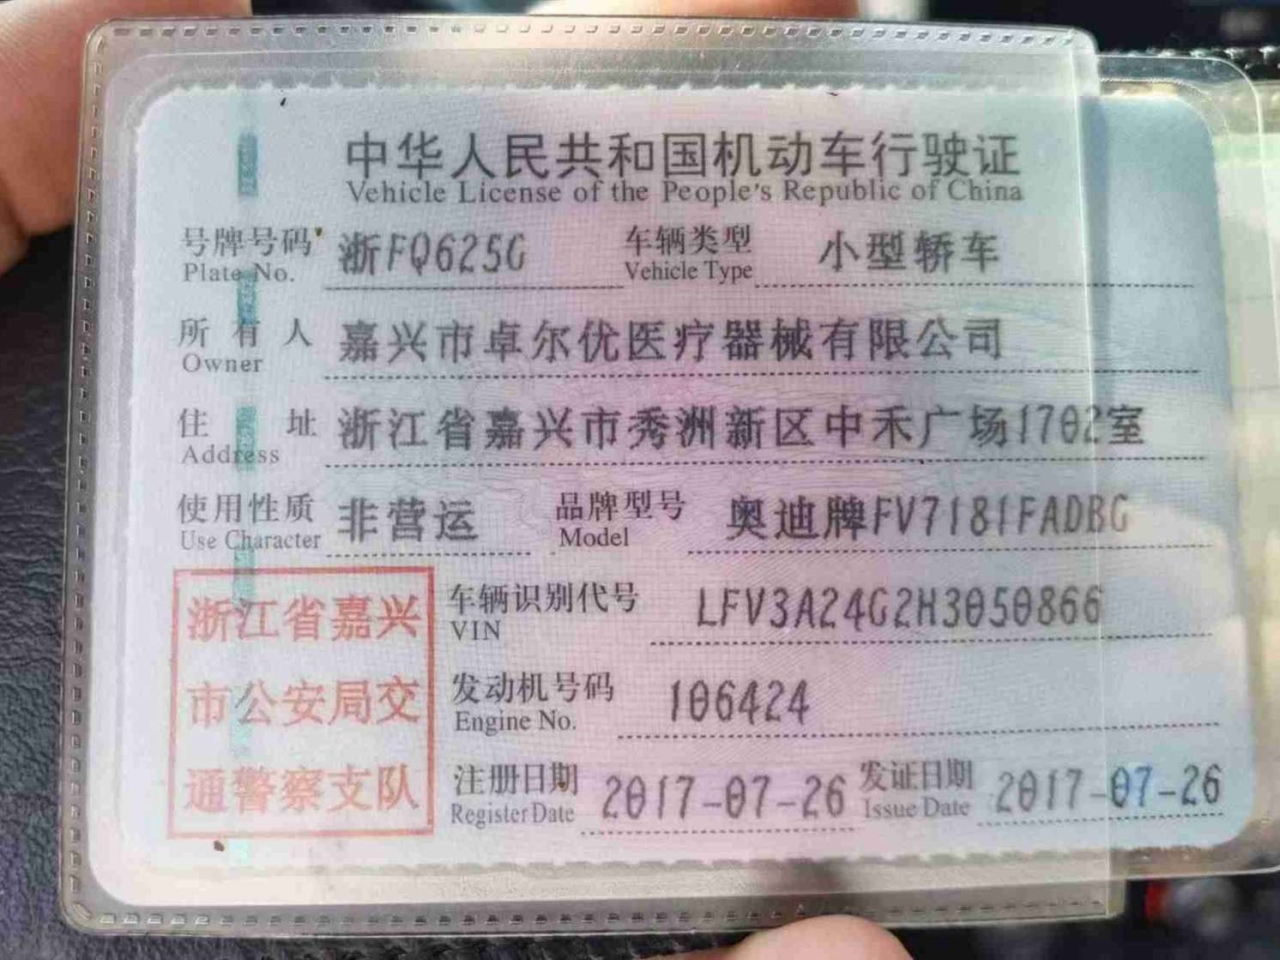 中华人民共和国机动车行驶证
Vehicle License of the People's Republic of China
号牌号码 浙FQ625G 车辆类型 小型轿车
Plate No. Vehicle Type
所有人 嘉兴市卓尔优医疗器械有限公司
Owner
住址 浙江省嘉兴市秀洲新区中禾广场1702室
Address
使用性质 非营运 品牌型号 奥迪牌FV7181FADBG
Use Character Model
浙江省嘉兴
市公安局交
通警察支队
车辆识别代号 LFV3A24G2H3050866
VIN
发动机号码 106424
Engine No.
注册日期 2017-07-26 发证日期 2017-07-26
Register Date Issue Date